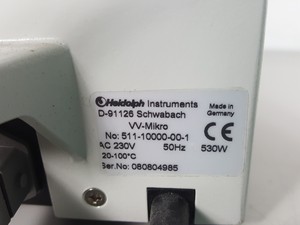 Heidolph Instruments
D-91126 Schwabach
Made in
Germany
VV-Mikro
No: 511-10000-00-1
AC 230V 50Hz 530W
20-100°C
Ser.No: 080804985
CE